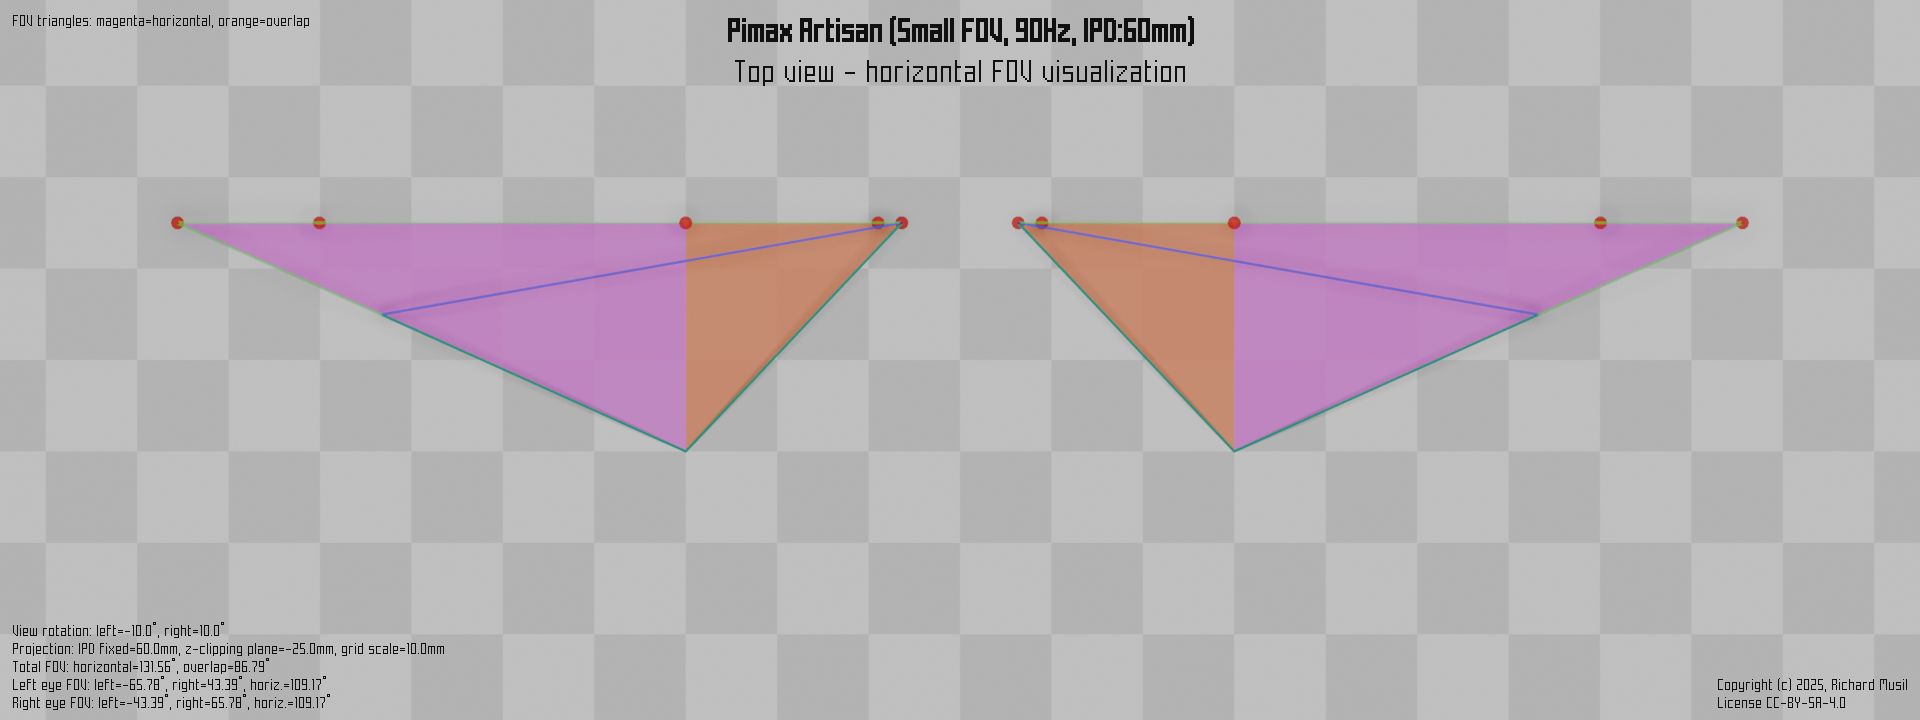 FOV triangles: magenta=horizontal, orange=overlap
Pimax Artisan (Small FOV, 90Hz, IPD:60mm)
Top view - horizontal FOV visualization
View rotation: left=-10.0°, right=10.0°
Projection: IPD fixed=60.0mm, z-clipping plane=-25.0mm, grid scale=10.0mm
Total FOV: horizontal=131.56°, overlap=86.79°
Left eye FOV: left=-65.78°, right=43.39°, horiz.=109.17°
Right eye FOV: left=-43.39°, right=65.78°, horiz.=109.17°
Copyright (c) 2025, Richard Musil
License CC-BY-SA-4.0